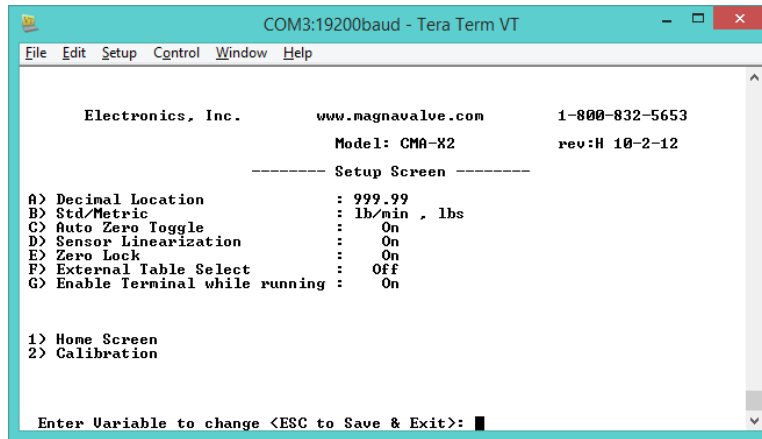 COM3:19200baud - Tera Term VT
File Edit Setup Control Window Help
Electronics, Inc. www.magnavalve.com 1-800-832-5653
Model: CMA-X2 rev:H 10-2-12
-------- Setup Screen --------
A) Decimal Location : 999.99
B) Std/Metric : lb/min , lbs
C) Auto Zero Toggle : On
D) Sensor Linearization : On
E) Zero Lock : On
F) External Table Select : Off
G) Enable Terminal while running : On
1) Home Screen
2) Calibration
Enter Variable to change <ESC to Save & Exit>: